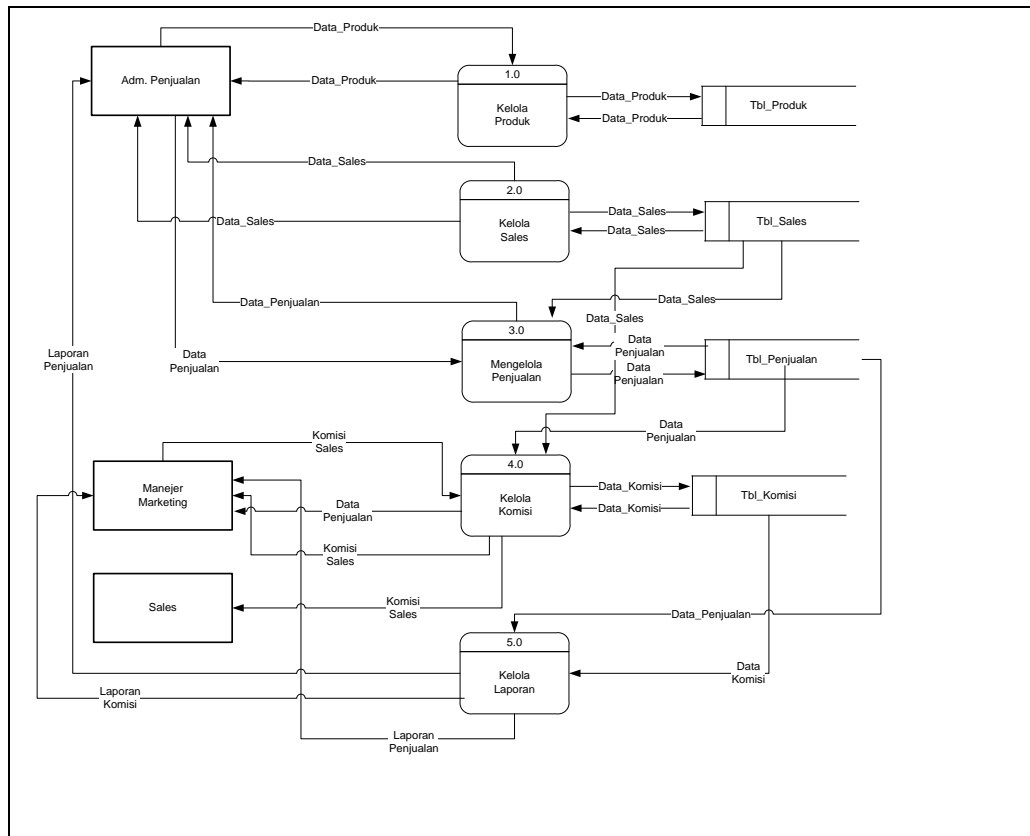 Data_Produk
Adm. Penjualan
Data_Produk
1.0
Kelola
Produk
Data_Produk
Data_Produk
Tbl_Produk
Data_Sales
2.0
Data_Sales
Kelola
Sales
Data_Sales
Data_Sales
Tbl_Sales
Data_Penjualan
Data_Sales
Data_Sales
3.0
Laporan
Penjualan
Data
Penjualan
Mengelola
Penjualan
Data
Penjualan
Data
Penjualan
Tbl_Penjualan
Komisi
Sales
Data
Penjualan
4.0
Manejer
Marketing
Data
Penjualan
Kelola
Komisi
Data_Komisi
Data_Komisi
Tbl_Komisi
Komisi
Sales
Sales
Komisi
Sales
Data_Penjualan
5.0
Kelola
Laporan
Data
Komisi
Laporan
Komisi
Laporan
Penjualan